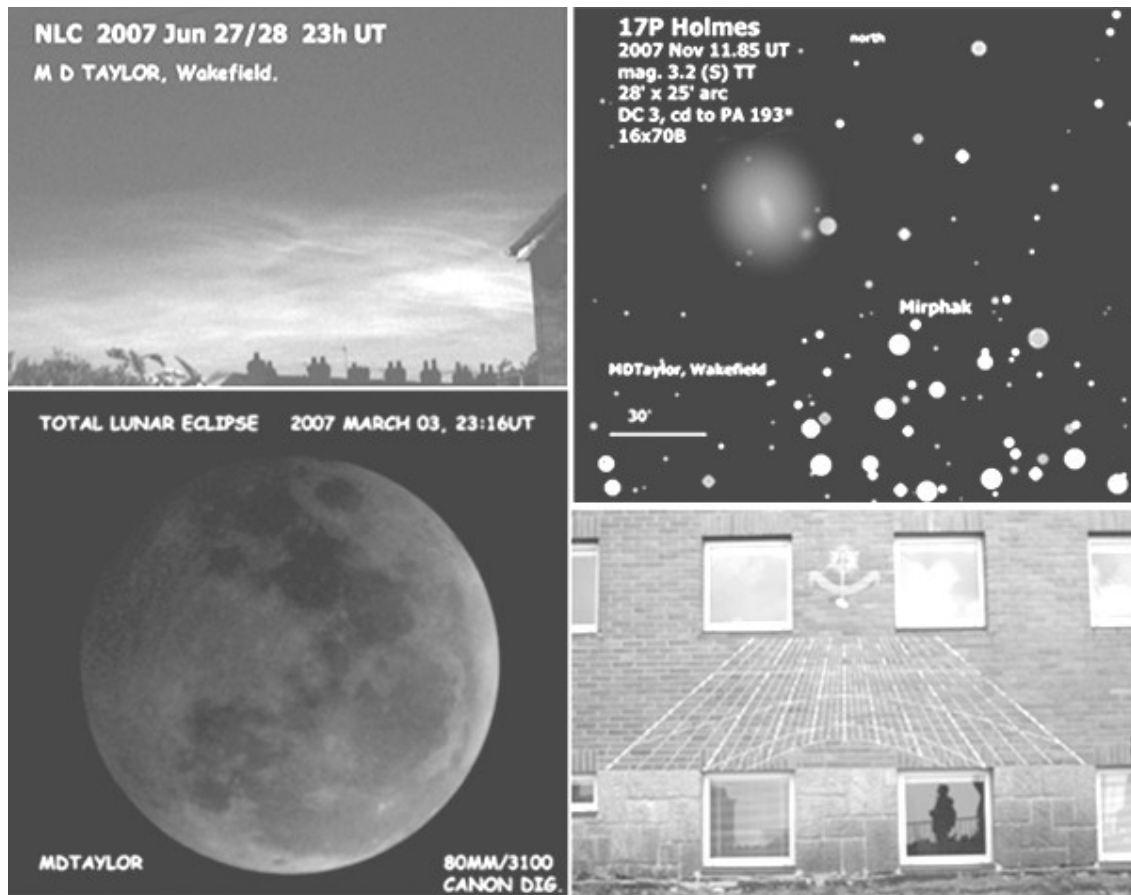 NLC 2007 Jun 27/28 23h UT
M D TAYLOR, Wakefield.
17P Holmes
2007 Nov 11.85 UT
mag. 3.2 (S) TT
28' x 25' arc
DC 3, cd to PA 193°
16x70B
north
Mirphak
MDTaylor, Wakefield
30'
TOTAL LUNAR ECLIPSE 2007 MARCH 03, 23:16UT
MDTAYLOR
80MM/3100
CANON DIG.